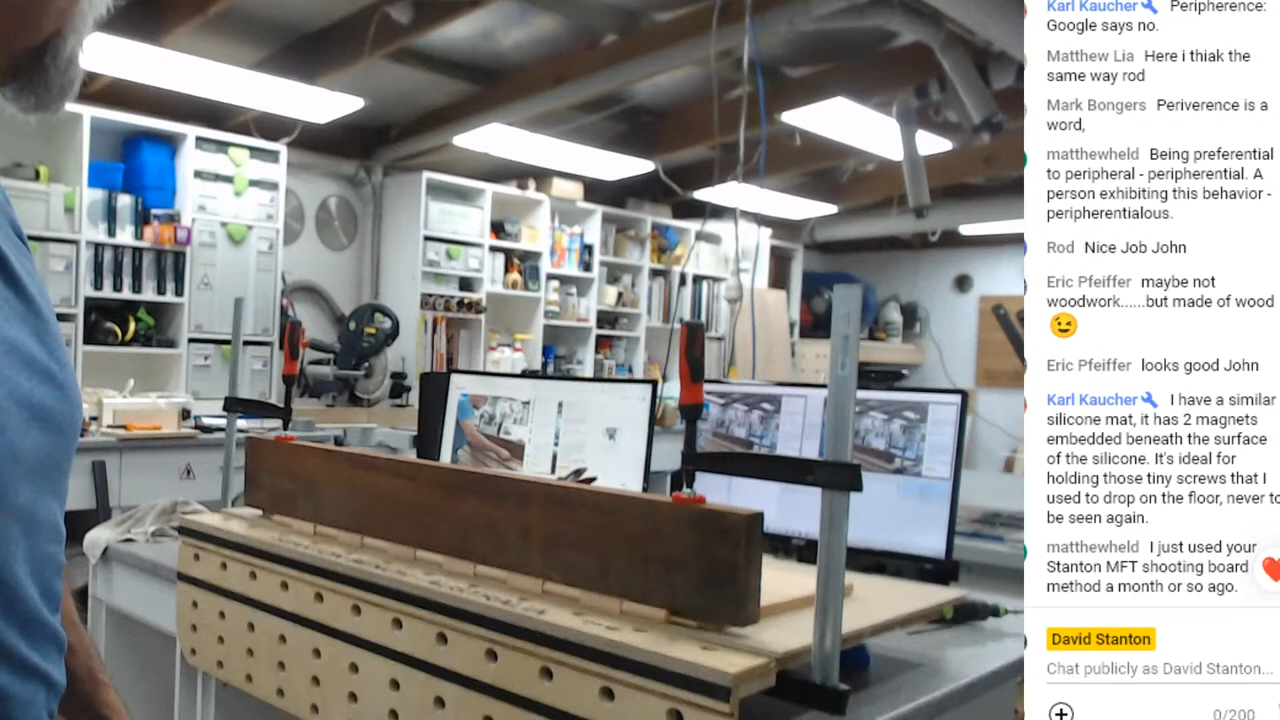 Karl Kaucher Peripherence:
Google says no.
Matthew Lia Here i thiak the
same way rod
Mark Bongers Periverence is a
word,
matthewheld Being preferential
to peripheral - peripherential. A
person exhibiting this behavior -
peripherentialous.
Rod Nice Job John
Eric Pfeiffer maybe not
woodwork......but made of wood
😉
Eric Pfeiffer looks good John
Karl Kaucher I have a similar
silicone mat, it has 2 magnets
embedded beneath the surface
of the silicone. It's ideal for
holding those tiny screws that I
used to drop on the floor, never to
be seen again.
matthewheld I just used your
Stanton MFT shooting board
method a month or so ago.
David Stanton
Chat publicly as David Stanton...
0/200